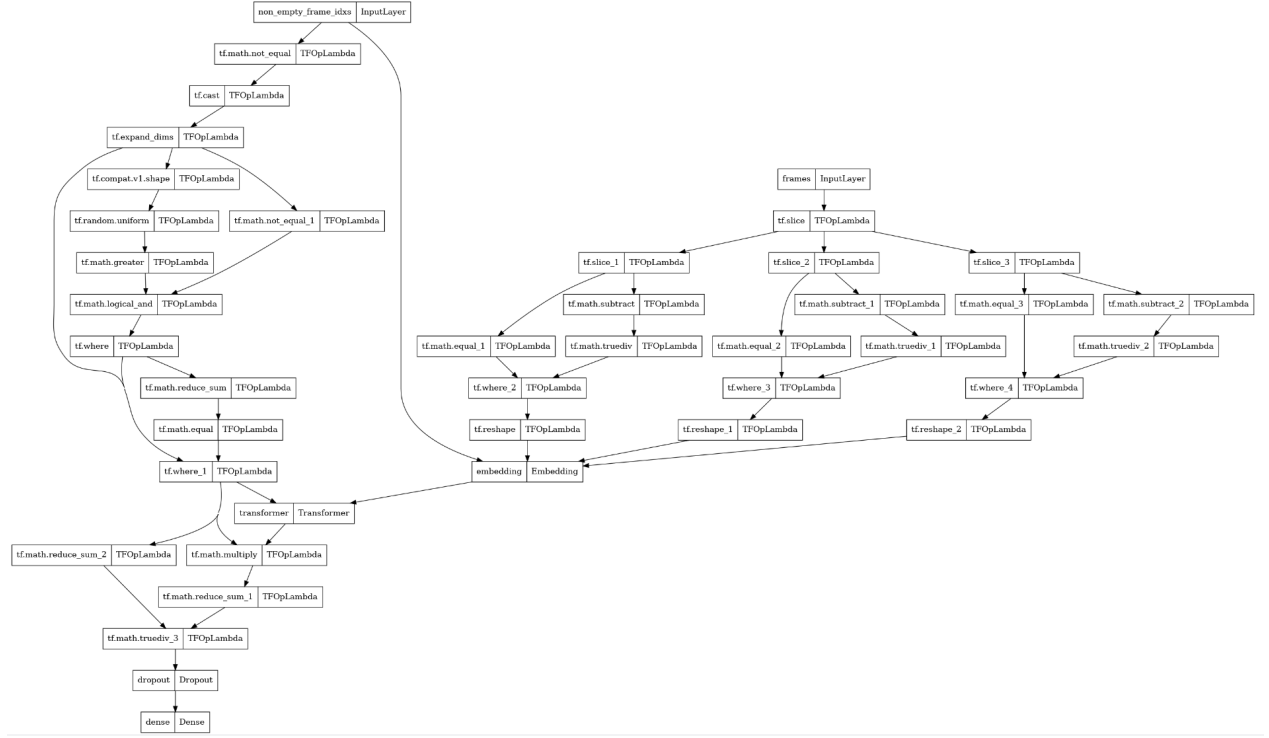 non_empty_frame_idxs InputLayer
tf.math.not_equal TFOpLambda
tf.cast TFOpLambda
tf.expand_dims TFOpLambda
tf.compat.v1.shape TFOpLambda
frames InputLayer
tf.random.uniform TFOpLambda
tf.math.not_equal_1 TFOpLambda
tf.slice TFOpLambda
tf.math.greater TFOpLambda
tf.slice_1 TFOpLambda
tf.slice_2 TFOpLambda
tf.slice_3 TFOpLambda
tf.math.logical_and TFOpLambda
tf.math.subtract TFOpLambda
tf.math.subtract_1 TFOpLambda
tf.math.equal_3 TFOpLambda
tf.math.subtract_2 TFOpLambda
tf.where TFOpLambda
tf.math.equal_1 TFOpLambda
tf.math.truediv TFOpLambda
tf.math.equal_2 TFOpLambda
tf.math.truediv_1 TFOpLambda
tf.math.truediv_2 TFOpLambda
tf.math.reduce_sum TFOpLambda
tf.where_2 TFOpLambda
tf.where_3 TFOpLambda
tf.where_4 TFOpLambda
tf.math.equal TFOpLambda
tf.reshape TFOpLambda
tf.reshape_1 TFOpLambda
tf.reshape_2 TFOpLambda
tf.where_1 TFOpLambda
embedding Embedding
transformer Transformer
tf.math.reduce_sum_2 TFOpLambda
tf.math.multiply TFOpLambda
tf.math.reduce_sum_1 TFOpLambda
tf.math.truediv_3 TFOpLambda
dropout Dropout
dense Dense